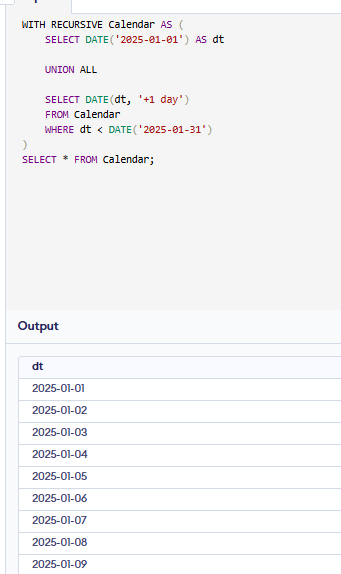 WITH RECURSIVE Calendar AS (
    SELECT DATE('2025-01-01') AS dt

    UNION ALL

    SELECT DATE(dt, '+1 day')
    FROM Calendar
    WHERE dt < DATE('2025-01-31')
)
SELECT * FROM Calendar;
Output
dt
2025-01-01
2025-01-02
2025-01-03
2025-01-04
2025-01-05
2025-01-06
2025-01-07
2025-01-08
2025-01-09